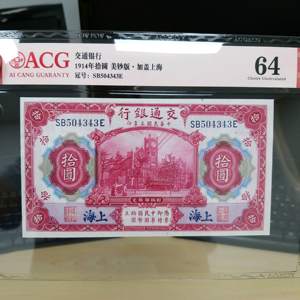 ACG
AI CANG GUARANTY
交通银行
1914年拾圆 美钞版·加盖上海
冠号：SB504343E
64
Choice Uncirculated
行銀通交
SB504343E
SB504343E
拾圓
拾圓
海上
海上